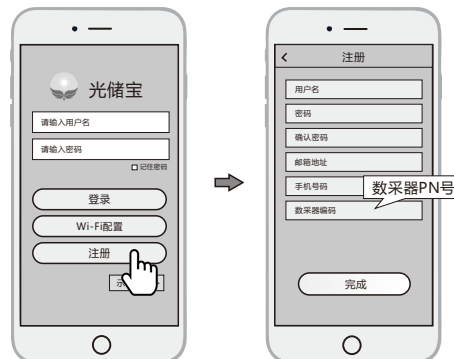 光储宝
请输入用户名
请输入密码
记住密码
登录
Wi-Fi配置
注册
注册
用户名
密码
确认密码
邮箱地址
手机号码
数采器PN号
数采器编码
完成